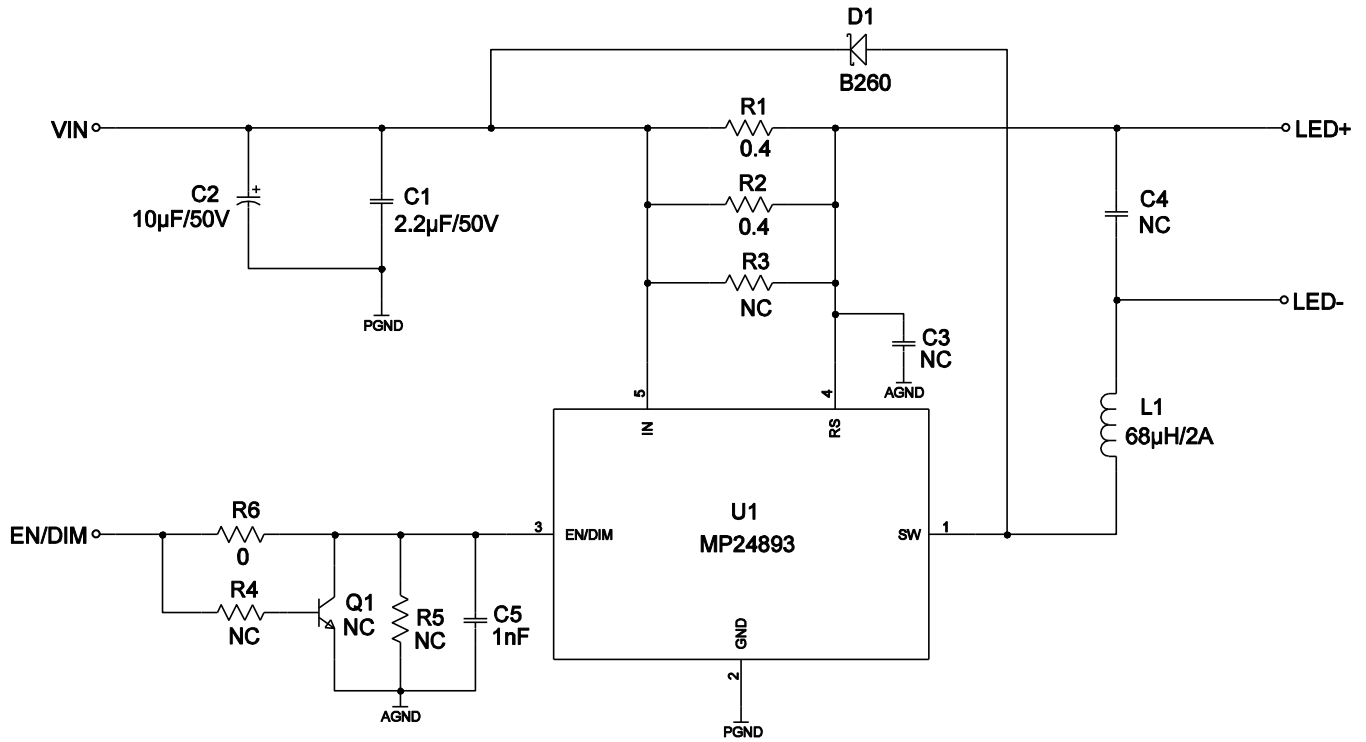 D1
B260
VIN
R1
0.4
LED+
C2
10µF/50V
+
C1
2.2µF/50V
R2
0.4
C4
NC
R3
NC
LED-
PGND
C3
NC
AGND
5
4
IN
RS
L1
68µH/2A
EN/DIM
R6
0
3
EN/DIM
U1
MP24893
SW
1
R4
NC
Q1
NC
R5
NC
C5
1nF
GND
2
AGND
PGND